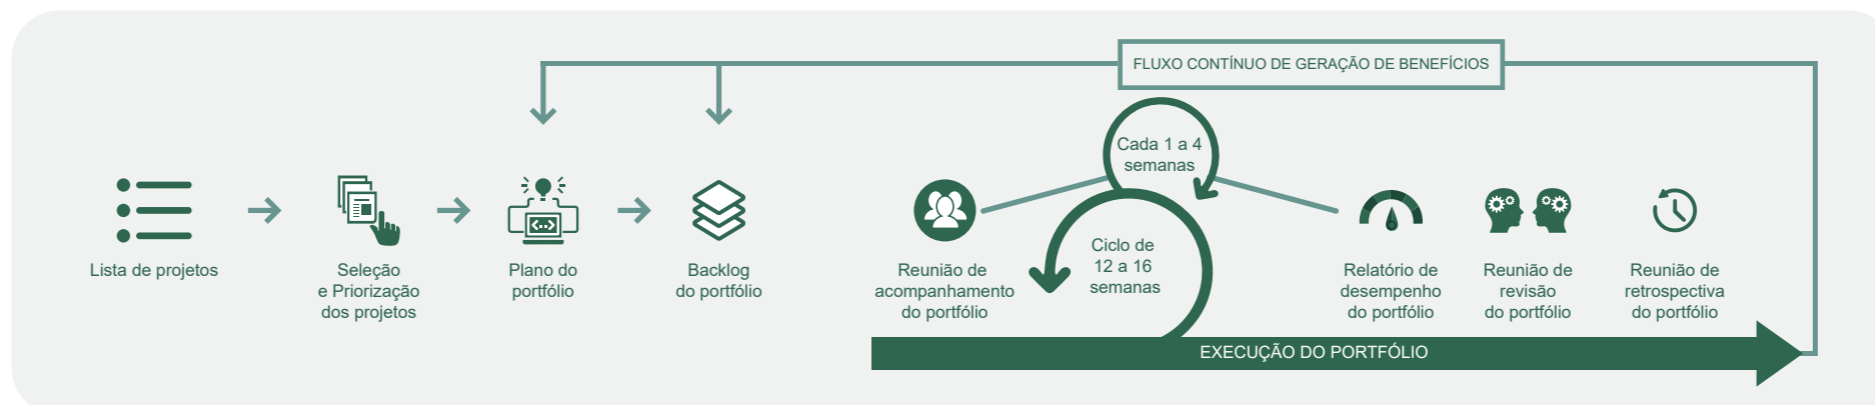 FLUXO CONTÍNUO DE GERAÇÃO DE BENEFÍCIOS
Cada 1 a 4
semanas
Ciclo de
12 a 16
semanas
Lista de projetos
Seleção
e Priorização
dos projetos
Plano do
portfólio
Backlog
do portfólio
Reunião de
acompanhamento
do portfólio
Relatório de
desempenho
do portfólio
Reunião de
revisão
do portfólio
Reunião de
retrospectiva
do portfólio
EXECUÇÃO DO PORTFÓLIO